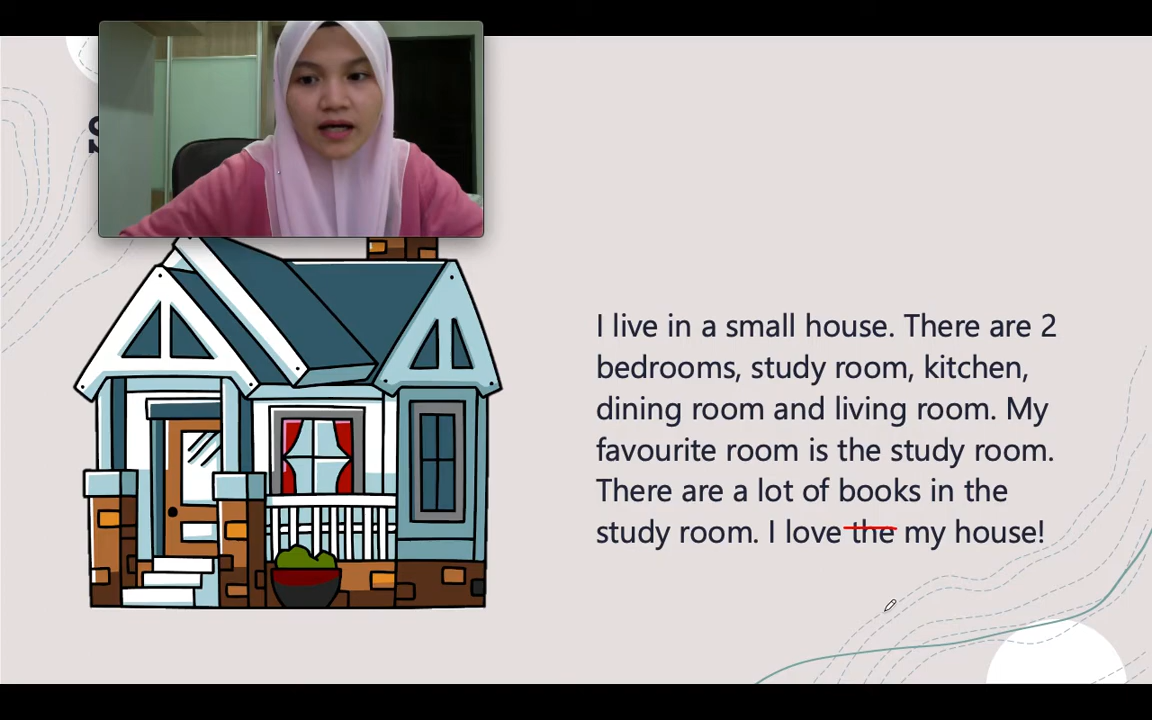 I live in a small house. There are 2
bedrooms, study room, kitchen,
dining room and living room. My
favourite room is the study room.
There are a lot of books in the
study room. I love the my house!